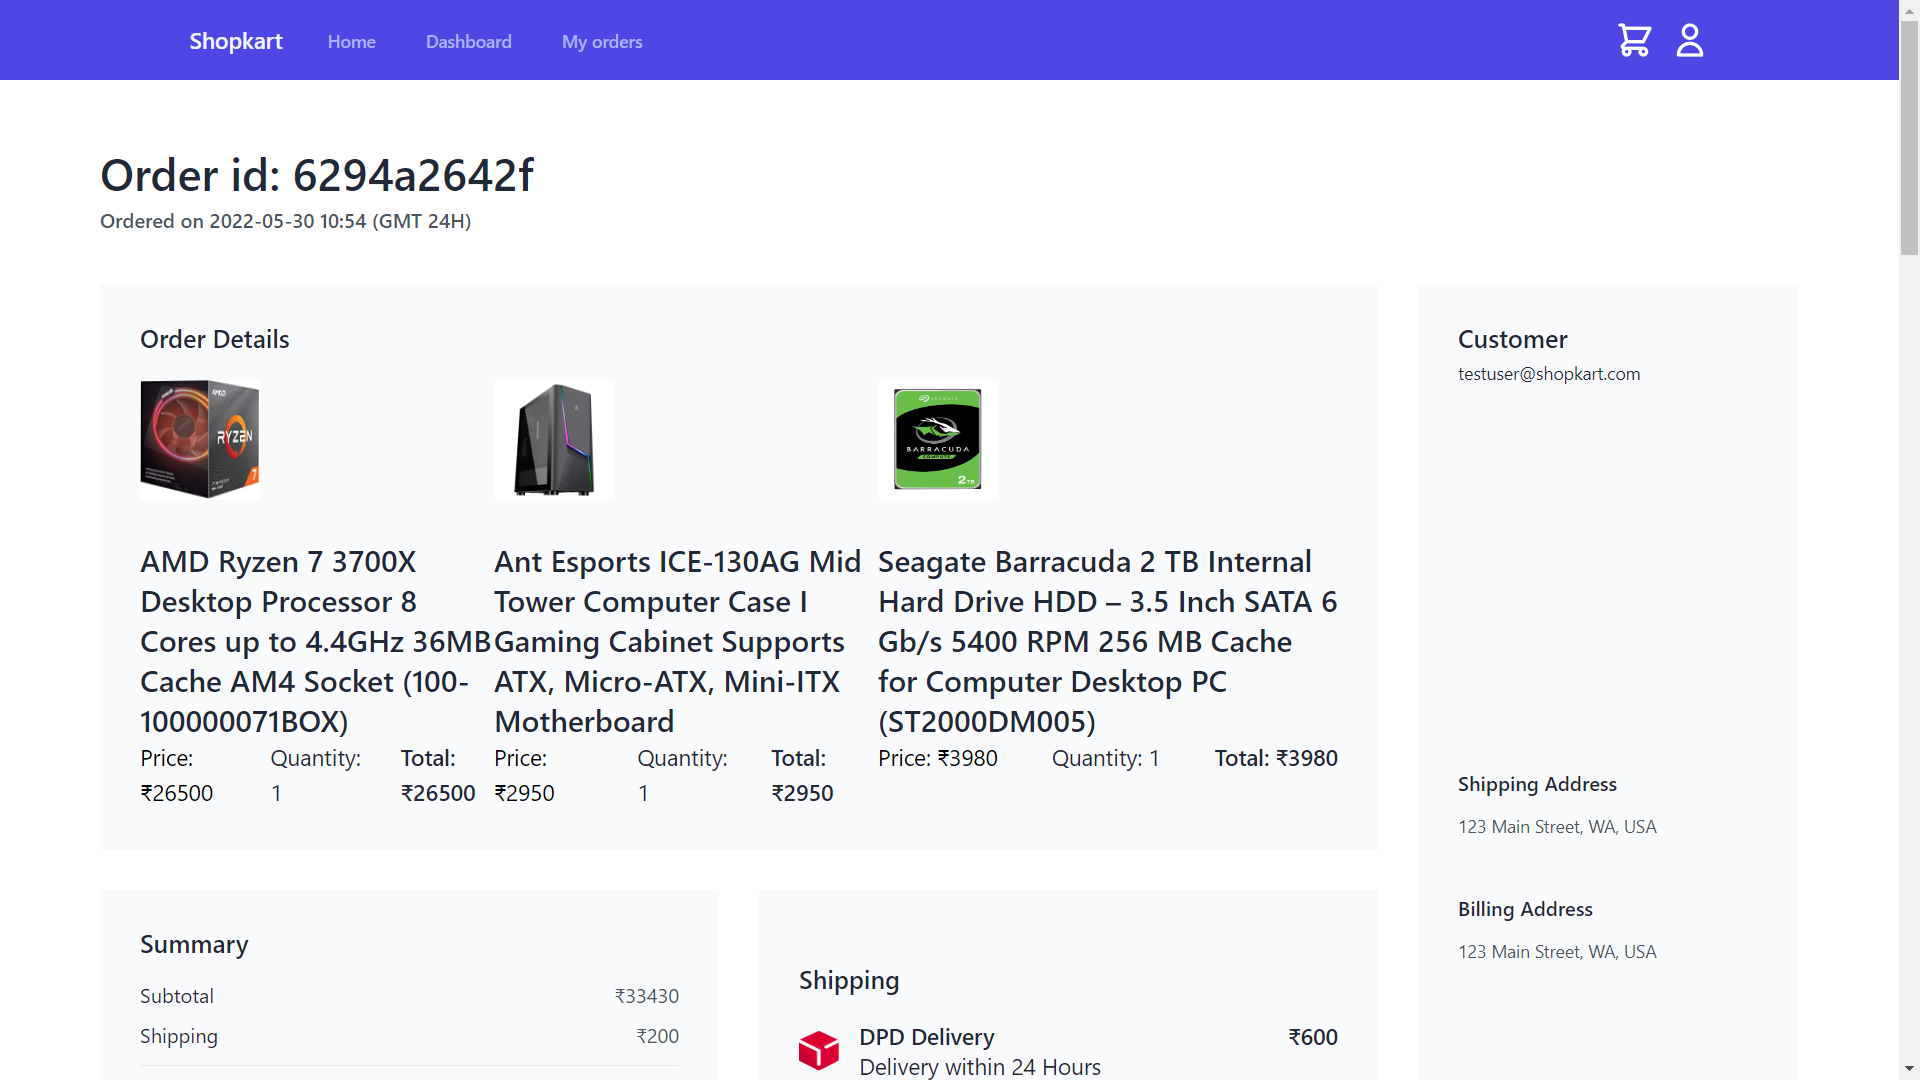 Shopkart Home Dashboard My orders
Order id: 6294a2642f
Ordered on 2022-05-30 10:54 (GMT 24H)
Order Details
RYZEN
7
BARRACUDA
2TB
AMD Ryzen 7 3700X
Desktop Processor 8
Cores up to 4.4GHz 36MB
Cache AM4 Socket (100-
100000071BOX)
Price:
₹26500
Quantity:
1
Total:
₹26500
Ant Esports ICE-130AG Mid
Tower Computer Case I
Gaming Cabinet Supports
ATX, Micro-ATX, Mini-ITX
Motherboard
Price:
₹2950
Quantity:
1
Total:
₹2950
Seagate Barracuda 2 TB Internal
Hard Drive HDD – 3.5 Inch SATA 6
Gb/s 5400 RPM 256 MB Cache
for Computer Desktop PC
(ST2000DM005)
Price: ₹3980 Quantity: 1 Total: ₹3980
Customer
testuser@shopkart.com
Shipping Address
123 Main Street, WA, USA
Billing Address
123 Main Street, WA, USA
Summary
Subtotal ₹33430
Shipping ₹200
Shipping
DPD Delivery ₹600
Delivery within 24 Hours